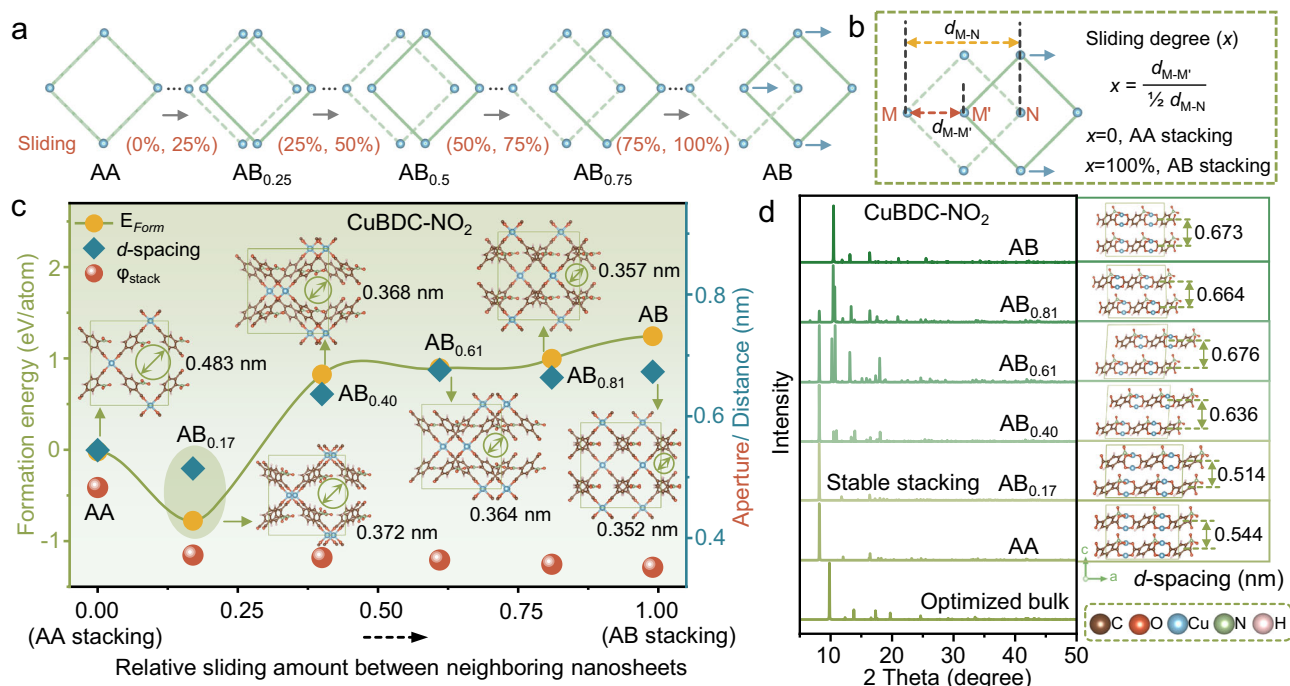 a
Sliding (0%, 25%) (25%, 50%) (50%, 75%) (75%, 100%)
AA AB0.25 AB0.5 AB0.75 AB
b
dM-N
Sliding degree (x)
x = dM-M' / ½ dM-N
M M' N
dM-M'
x=0, AA stacking
x=100%, AB stacking
c
CuBDC-NO2
EForm
d-spacing
φstack
Formation energy (eV/atom)
2
1
0
-1
0.483 nm
0.368 nm
0.357 nm
AB
AB0.61
AB0.81
AB0.40
AB0.17
AA
0.372 nm
0.364 nm
0.352 nm
0.8
0.6
0.4
Aperture/ Distance (nm)
0.00 0.25 0.50 0.75 1.00
(AA stacking) (AB stacking)
Relative sliding amount between neighboring nanosheets
d
CuBDC-NO2
Intensity
AB
0.673
AB0.81
0.664
AB0.61
0.676
AB0.40
0.636
Stable stacking AB0.17
0.514
AA
0.544
Optimized bulk
c
a
d-spacing (nm)
10 20 30 40 50
2 Theta (degree)
C O Cu N H